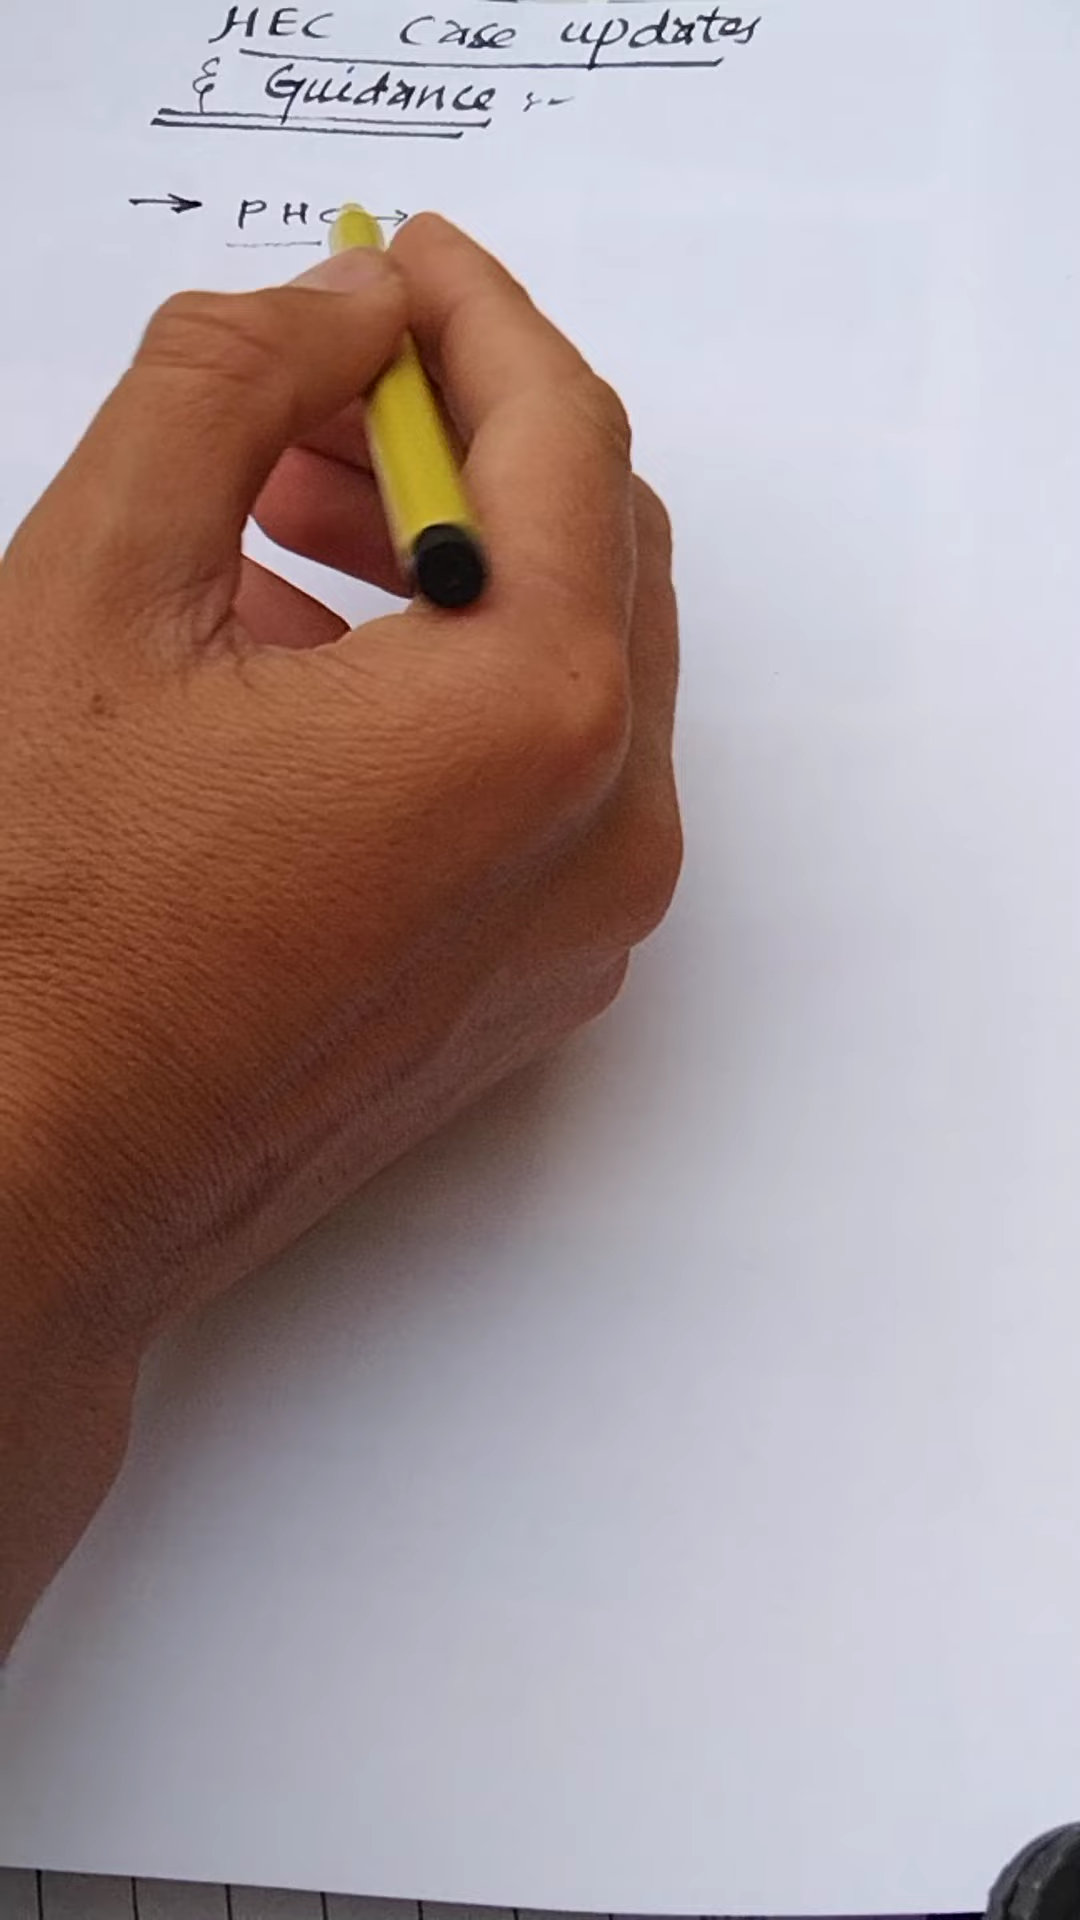 HEC Case updates
& Guidance :-
→ PHC →